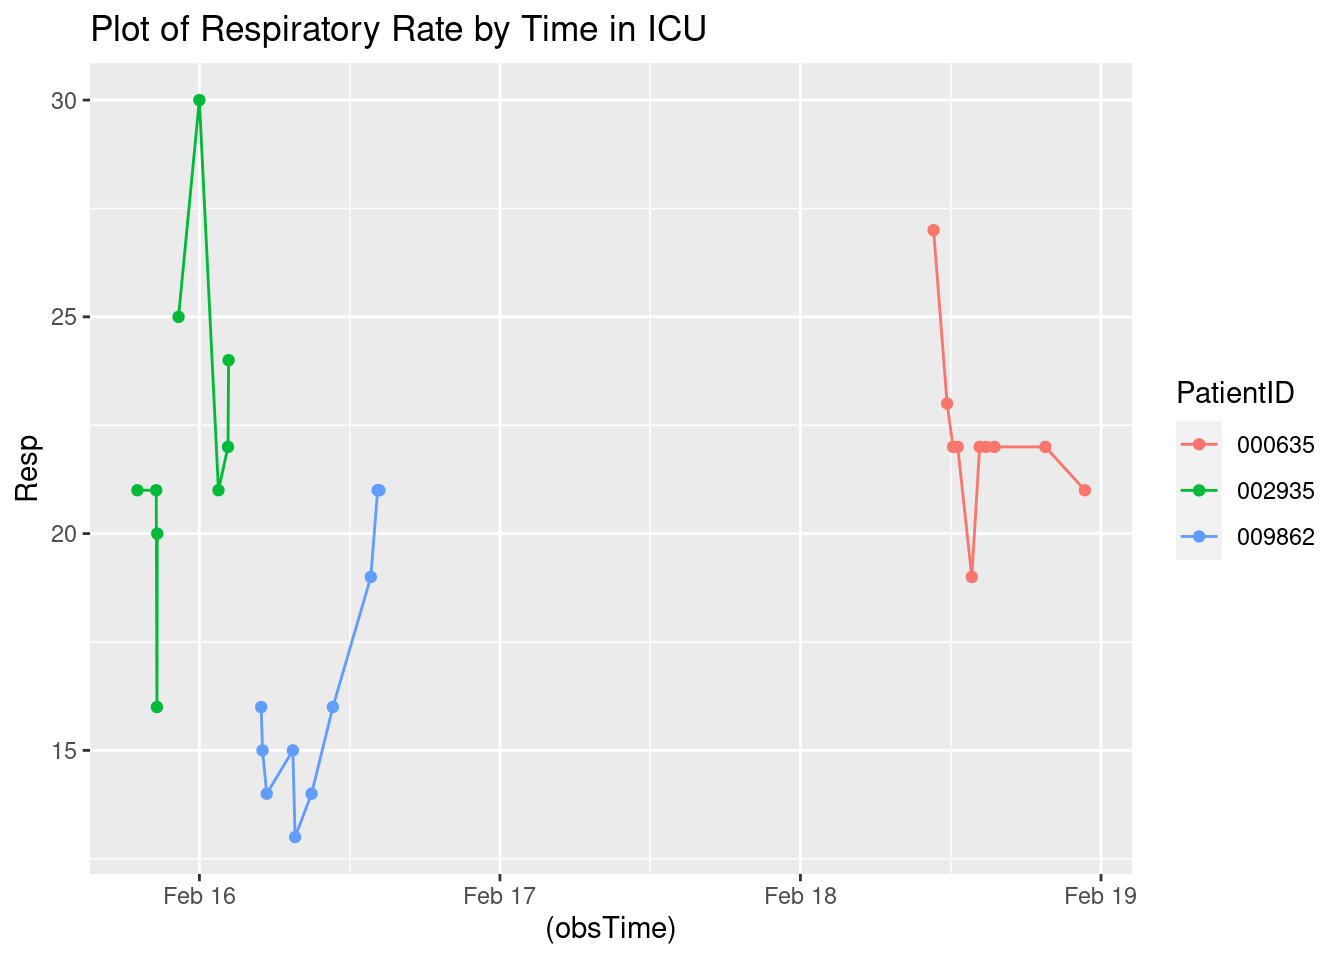 Plot of Respiratory Rate by Time in ICU
30
25
20
15
Resp
Feb 16
Feb 17
Feb 18
Feb 19
(obsTime)
PatientID
000635
002935
009862